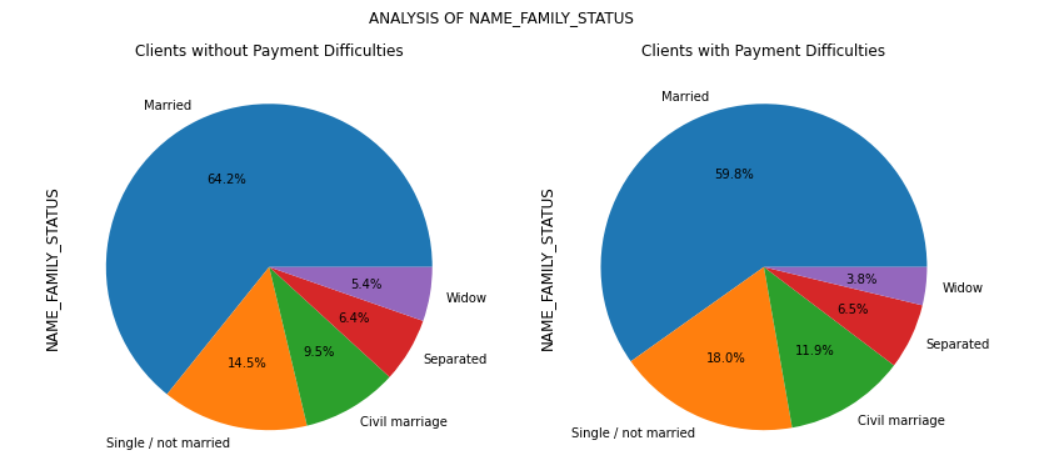 ANALYSIS OF NAME_FAMILY_STATUS
Clients without Payment Difficulties
Married
64.2%
NAME_FAMILY_STATUS
5.4%
Widow
6.4%
Separated
9.5%
14.5%
Civil marriage
Single / not married
Clients with Payment Difficulties
Married
59.8%
NAME_FAMILY_STATUS
3.8%
Widow
6.5%
Separated
11.9%
18.0%
Civil marriage
Single / not married